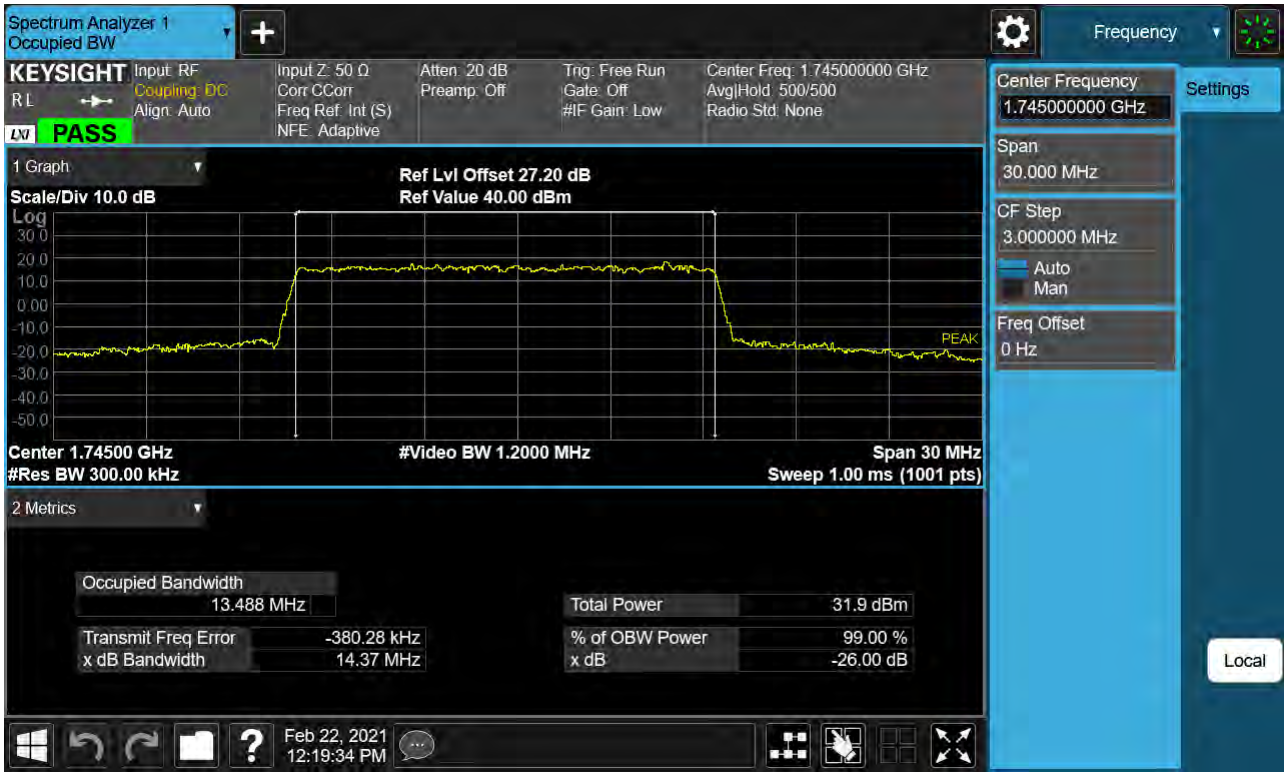 Spectrum Analyzer 1
Occupied BW
+
Frequency
KEYSIGHT
R L
LXI
PASS
Input: RF
Coupling: DC
Align: Auto
Input Z: 50 Ω
Corr CCorr
Freq Ref: Int (S)
NFE: Adaptive
Atten: 20 dB
Preamp: Off
Trig: Free Run
Gate: Off
#IF Gain: Low
Center Freq: 1.745000000 GHz
Avg|Hold: 500/500
Radio Std: None
Center Frequency
1.745000000 GHz
Settings
Span
30.000 MHz
CF Step
3.000000 MHz
Auto
Man
Freq Offset
0 Hz
Local
1 Graph
Scale/Div 10.0 dB
Ref Lvl Offset 27.20 dB
Ref Value 40.00 dBm
Log
30.0
20.0
10.0
0.00
-10.0
-20.0
-30.0
-40.0
-50.0
PEAK
Center 1.74500 GHz
#Video BW 1.2000 MHz
Span 30 MHz
#Res BW 300.00 kHz
Sweep 1.00 ms (1001 pts)
2 Metrics
Occupied Bandwidth
13.488 MHz
Total Power 31.9 dBm
Transmit Freq Error -380.28 kHz
% of OBW Power 99.00 %
x dB Bandwidth 14.37 MHz
x dB -26.00 dB
?
Feb 22, 2021
12:19:34 PM